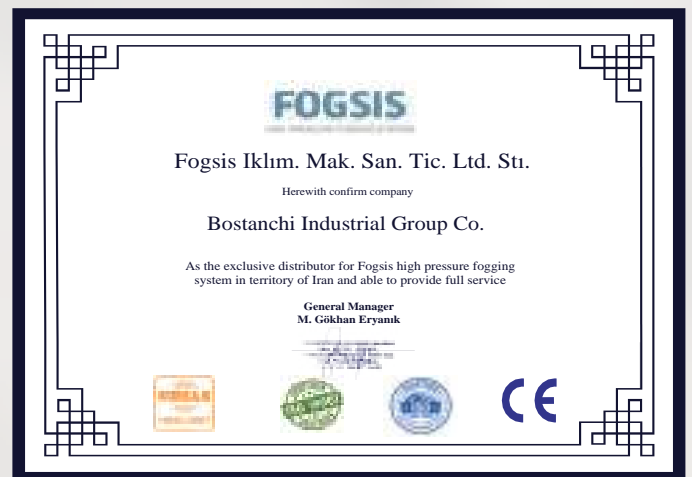 FOGSIS
Fogsis Iklım. Mak. San. Tic. Ltd. Stı.
Herewith confirm company
Bostanchi Industrial Group Co.
As the exclusive distributor for Fogsis high pressure fogging
system in territory of Iran and able to provide full service
General Manager
M. Gökhan Eryanık
CE